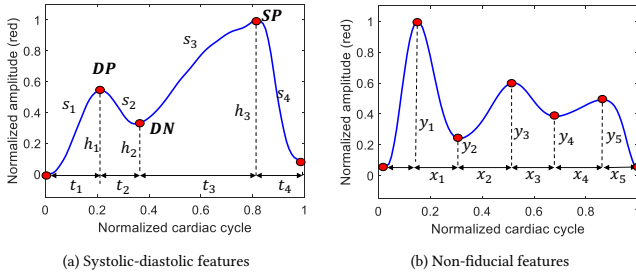 (a)
Normalized amplitude (red)
1
0.8
0.6
0.4
0.2
0
SP
DP
DN
s1
s2
s3
s4
h1
h2
h3
t1
t2
t3
t4
0 0.2 0.4 0.6 0.8 1
Normalized cardiac cycle
(a) Systolic-diastolic features
(b)
Normalized amplitude (red)
1
0.8
0.6
0.4
0.2
0
y1
y2
y3
y4
y5
x1
x2
x3
x4
x5
0 0.2 0.4 0.6 0.8 1
Normalized cardiac cycle
(b) Non-fiducial features